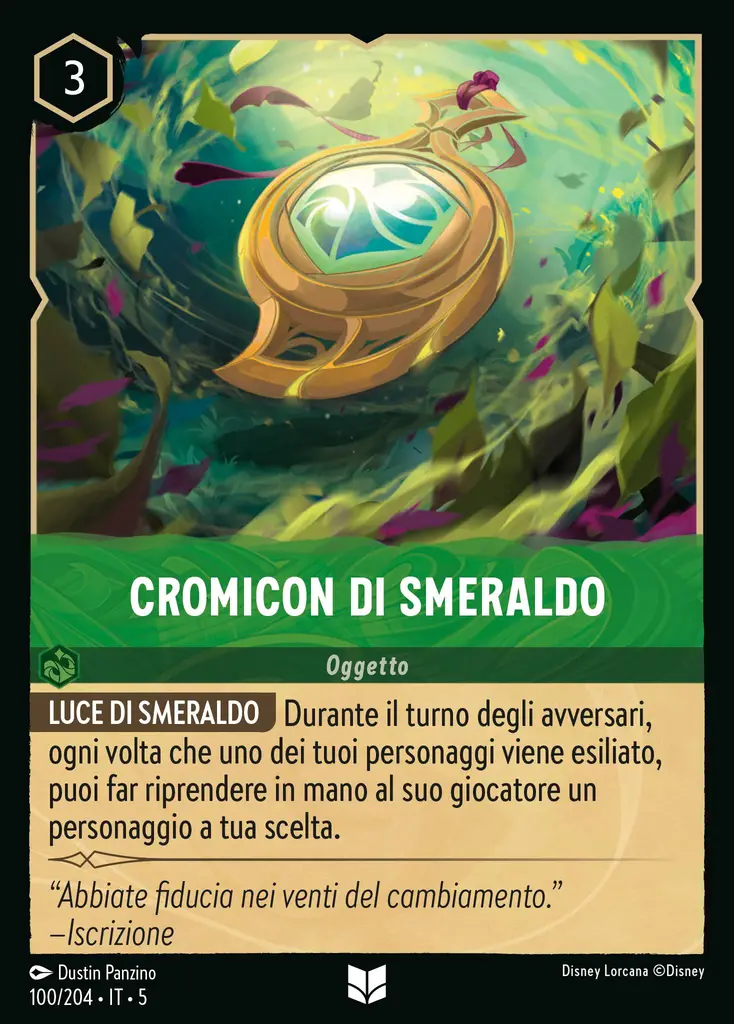 3
CROMICON DI SMERALDO
Oggetto
LUCE DI SMERALDO Durante il turno degli avversari,
ogni volta che uno dei tuoi personaggi viene esiliato,
puoi far riprendere in mano al suo giocatore un
personaggio a tua scelta.
“Abbiate fiducia nei venti del cambiamento.”
–Iscrizione
Dustin Panzino
Disney Lorcana ©Disney
100/204 • IT • 5